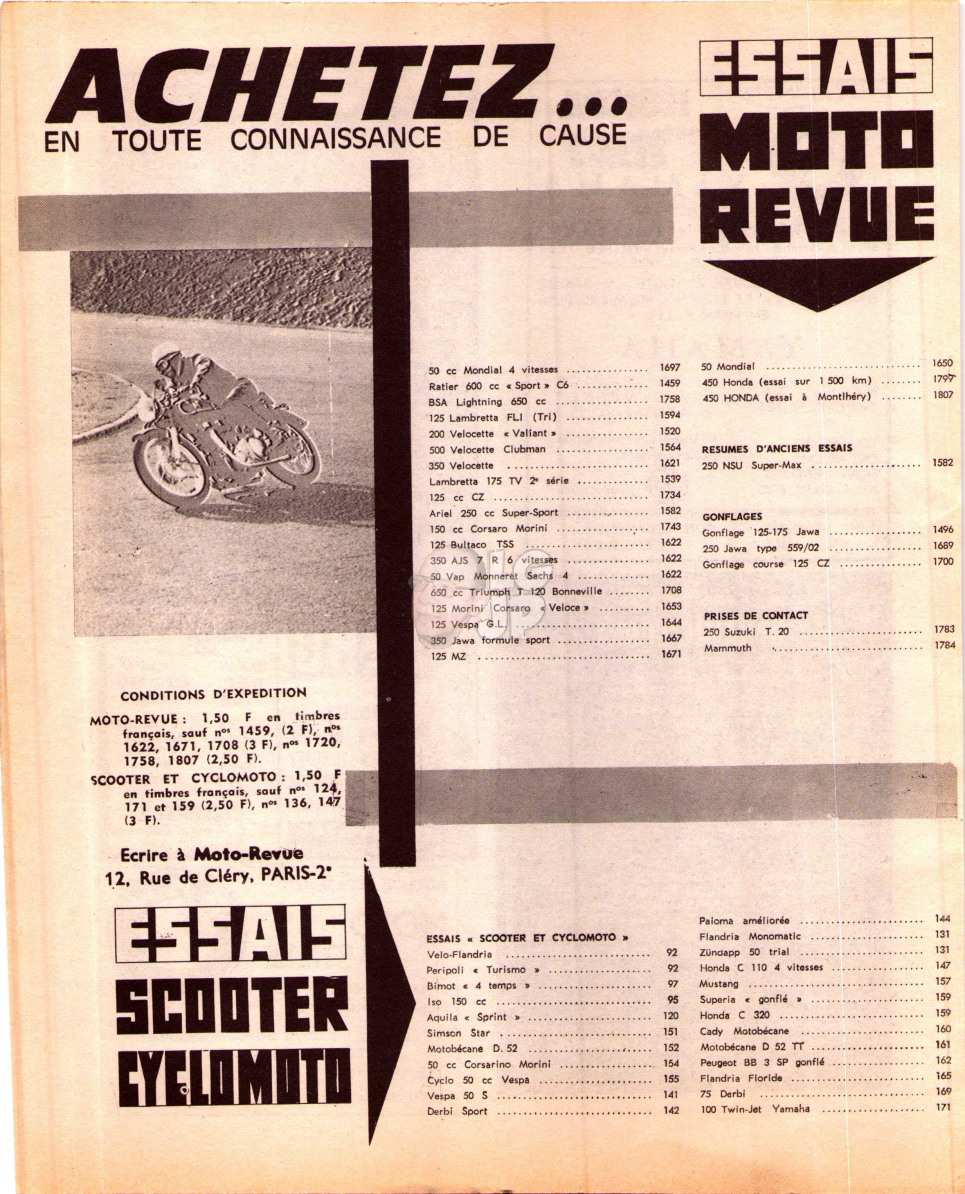 ACHETEZ...
EN TOUTE CONNAISSANCE DE CAUSE
ESSAIS
MOTO
REVUE
50 cc Mondial 4 vitesses .................... 1697
Ratier 600 cc « Sport » C6 .................... 1459
BSA Lightning 650 cc .................... 1758
125 Lambretta FLI (Tri) .................... 1594
200 Velocette « Valiant » .................... 1520
500 Velocette Clubman .................... 1564
350 Velocette .................... 1621
Lambretta 175 TV 2e série .................... 1539
125 cc CZ .................... 1734
Ariel 250 cc Super-Sport .................... 1582
150 cc Corsaro Morini .................... 1743
125 Bultaco TSS .................... 1622
350 AJS 7 R 6 vitesses .................... 1622
50 Vap Monneret Sachs 4 .................... 1622
650 cc Triumph T 120 Bonneville .................... 1708
125 Morini Corsaro « Veloce » .................... 1653
125 Vespa G.L. .................... 1644
350 Jawa formule sport .................... 1667
125 MZ .................... 1671
50 Mondial .................... 1650
450 Honda (essai sur 1 500 km) ........ 1797
450 HONDA (essai à Montlhéry) ........ 1807
RESUMES D'ANCIENS ESSAIS
250 NSU Super-Max .................... 1582
GONFLAGES
Gonflage 125-175 Jawa .................... 1496
250 Jawa type 559/02 .................... 1689
Gonflage course 125 CZ .................... 1700
PRISES DE CONTACT
250 Suzuki T. 20 .................... 1783
Mammuth .................... 1784
CONDITIONS D'EXPEDITION
MOTO-REVUE : 1,50 F en timbres
français, sauf nos 1459, (2 F), nos
1622, 1671, 1708 (3 F), nos 1720,
1758, 1807 (2,50 F).
SCOOTER ET CYCLOMOTO : 1,50 F
en timbres français, sauf nos 124,
171 et 159 (2,50 F), nos 136, 147
(3 F).
Ecrire à Moto-Revue
12, Rue de Cléry, PARIS-2e
ESSAIS
SCOOTER
CYCLOMOTO
ESSAIS « SCOOTER ET CYCLOMOTO »
Velo-Flandria .................... 92
Peripoli « Turismo » .................... 92
Bimot « 4 temps » .................... 97
Iso 150 cc .................... 95
Aquila « Sprint » .................... 120
Simson Star .................... 151
Motobécane D. 52 .................... 152
50 cc Corsarino Morini .................... 154
Cyclo 50 cc Vespa .................... 155
Vespa 50 S .................... 141
Derbi Sport .................... 142
Paloma améliorée .................... 144
Flandria Monomatic .................... 131
Zündapp 50 trial .................... 131
Honda C 110 4 vitesses .................... 147
Mustang .................... 157
Superia « gonflé » .................... 159
Honda C 320 .................... 159
Cady Motobécane .................... 160
Motobécane D 52 TT .................... 161
Peugeot BB 3 SP gonflé .................... 162
Flandria Floride .................... 165
75 Derbi .................... 169
100 Twin-Jet Yamaha .................... 171